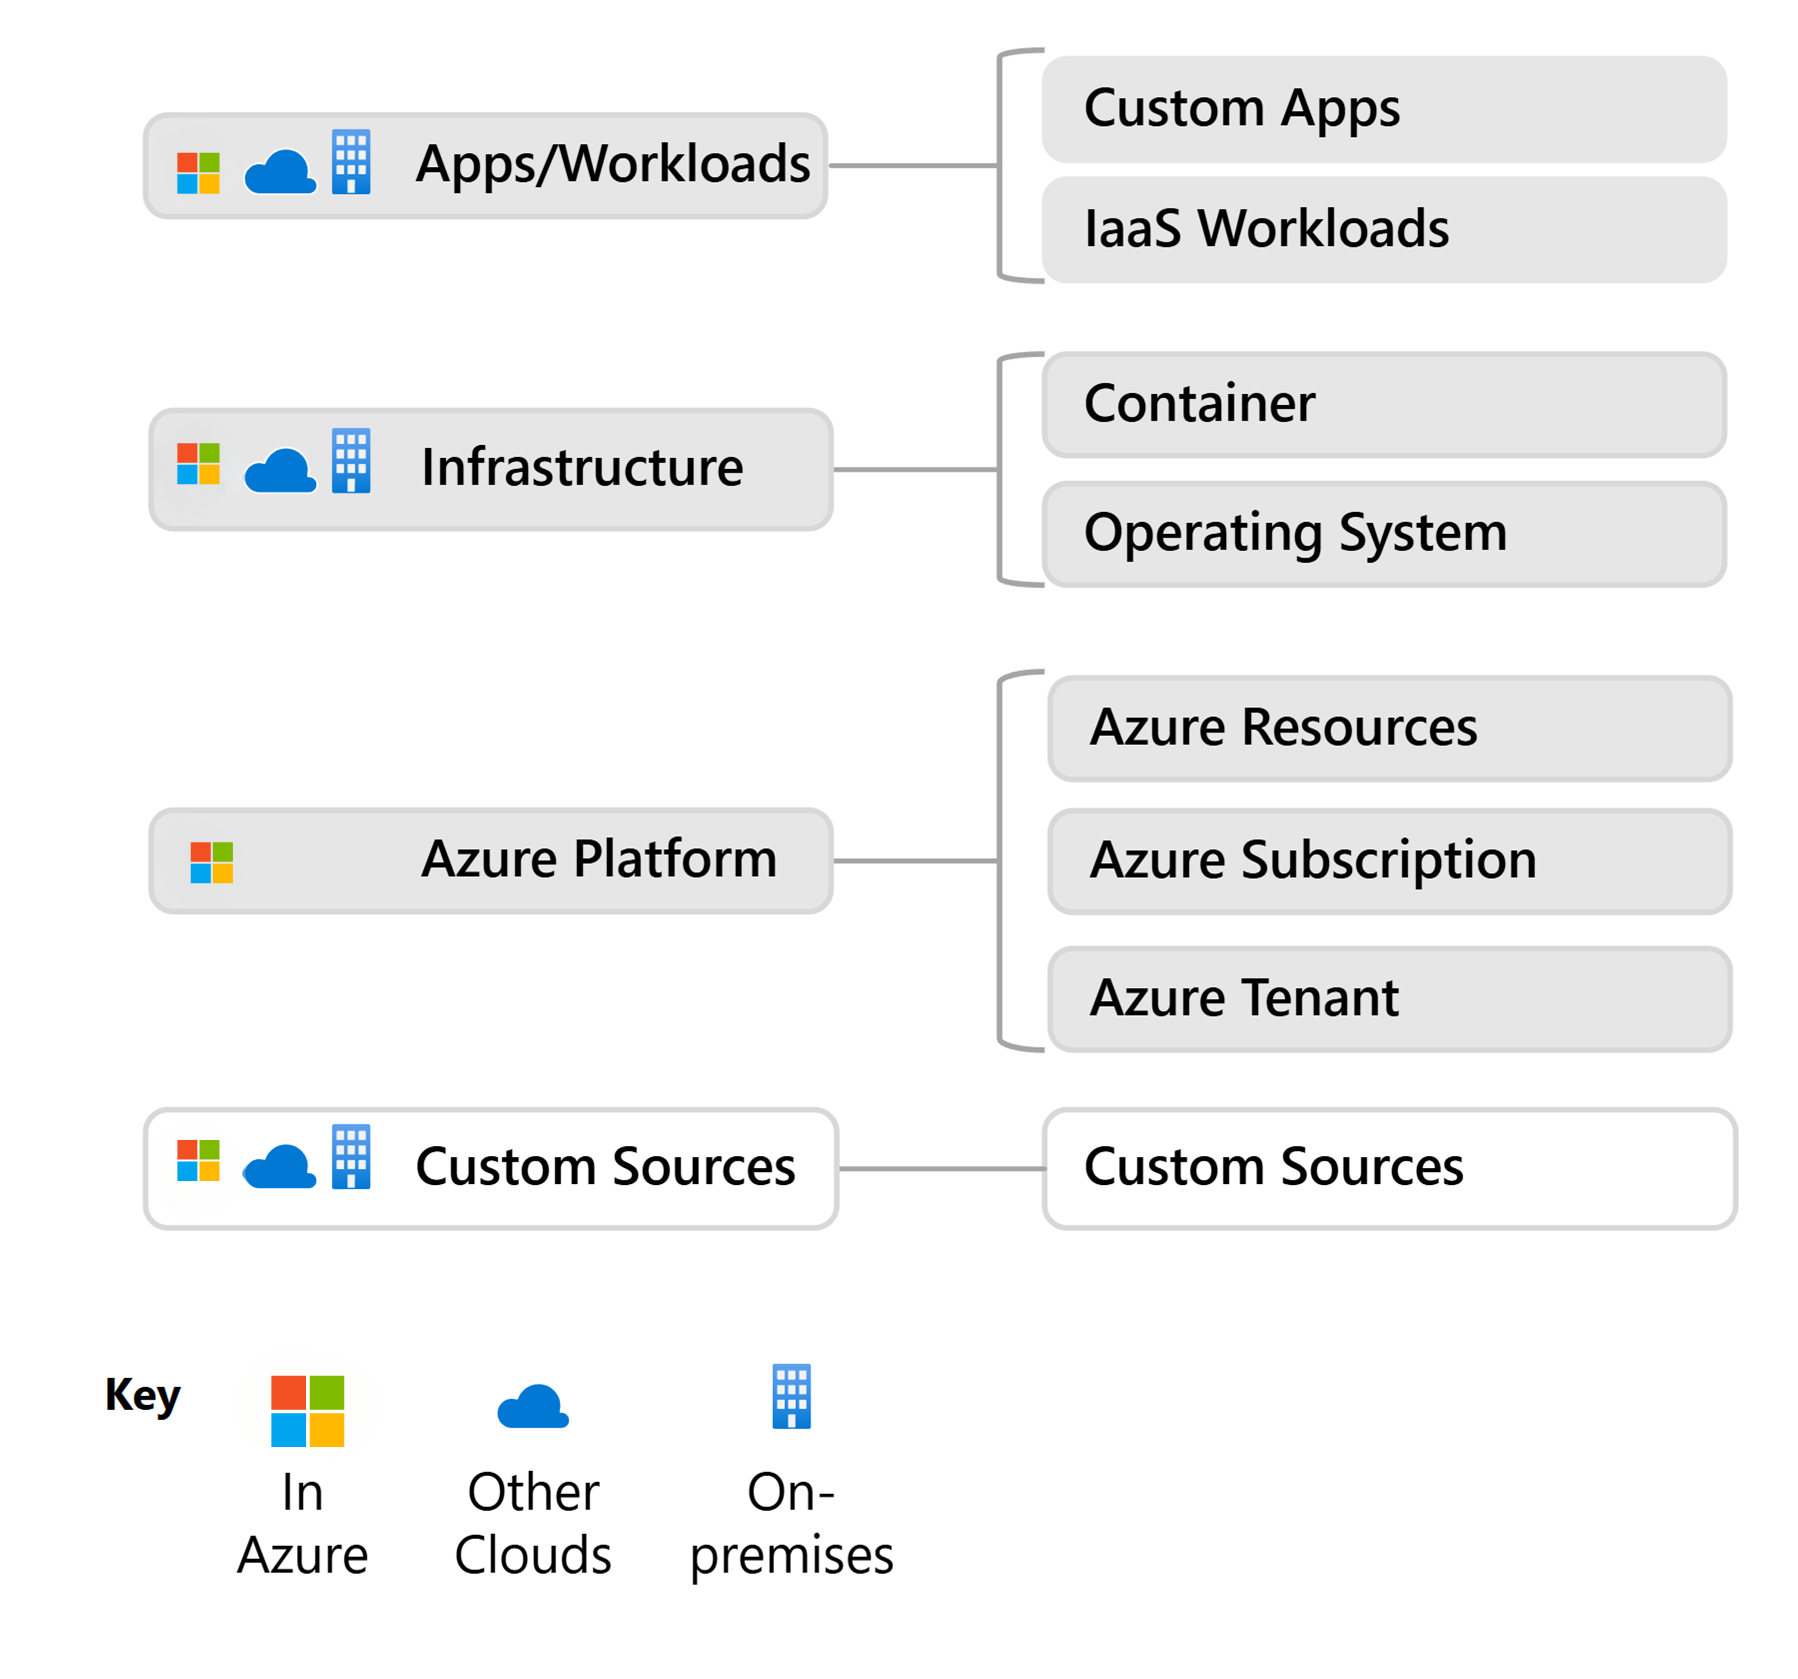 Apps/Workloads
Custom Apps
IaaS Workloads
Infrastructure
Container
Operating System
Azure Platform
Azure Resources
Azure Subscription
Azure Tenant
Custom Sources
Custom Sources
Key
In
Azure
Other
Clouds
On-
premises